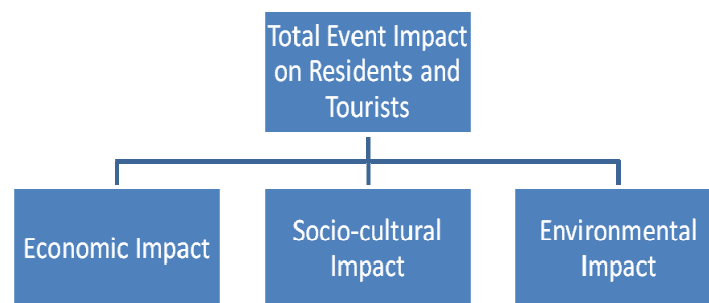 Total Event Impact
on Residents and
Tourists
Economic Impact
Socio-cultural
Impact
Environmental
Impact